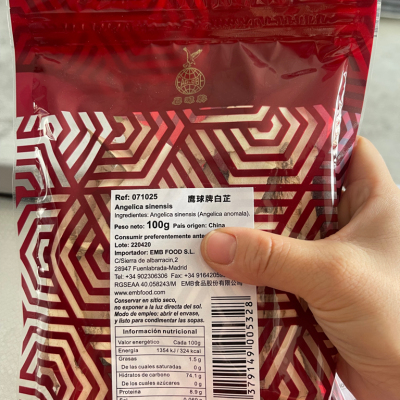 Ref: 071025 鹰球牌白芷
Angelica sinensis
Ingredientes: Angelica sinensis (Angelica anomala).
Peso neto: 100g País origen: China
Consumir preferentemente antes
Lote: 220420
Importador: EMB FOOD S.L.
C/Sierra de albarracin,2
28947 Fuenlabrada-Madrid
Tel: +34 902306306 Fax: +34 9164205
RGSEAA 40.058243/M EMB食品股份有限公司
www.embfood.com
Conservar en sitio seco,
no exponer a la luz directa del sol.
Modo de empleo: abrir el envase,
y listo para condimentar las sopas.
Información nutricional
Valor energético Cada 100g
Energía 1354 kJ / 324 kcal
Grasas 1.5 g
De los cuales saturadas 0 g
Hidratos de carbono 74.1 g
De los cuales azúcares 0 g
Proteína 6.9 g
379149005328